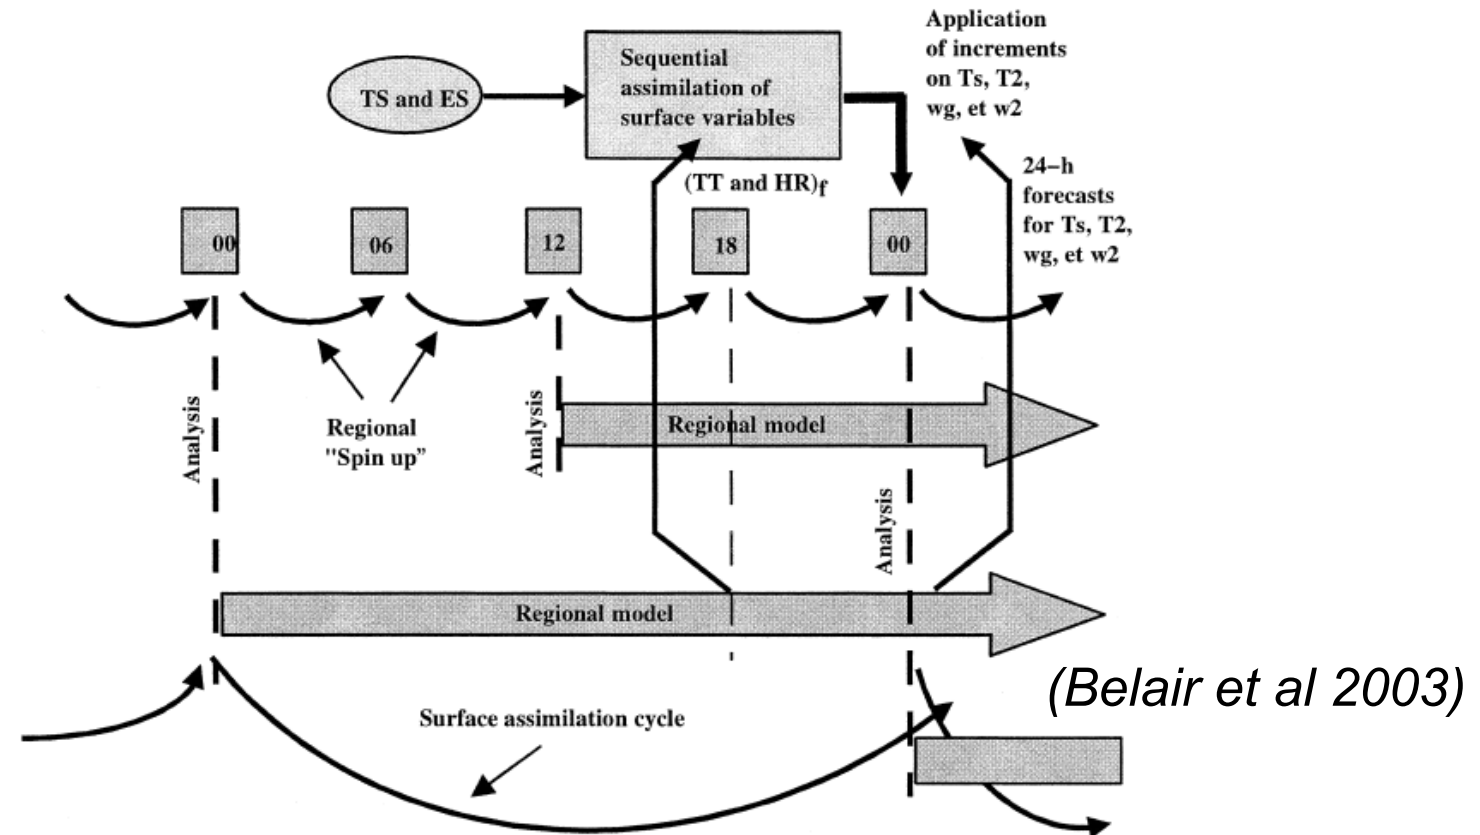 Application
of increments
on Ts, T2,
wg, et w2
Sequential
assimilation of
surface variables
TS and ES
(TT and HR)f
24-h
forecasts
for Ts, T2,
wg, et w2
00
06
12
18
00
Analysis
Regional
"Spin up"
Analysis
Regional model
Analysis
Regional model
(Belair et al 2003)
Surface assimilation cycle